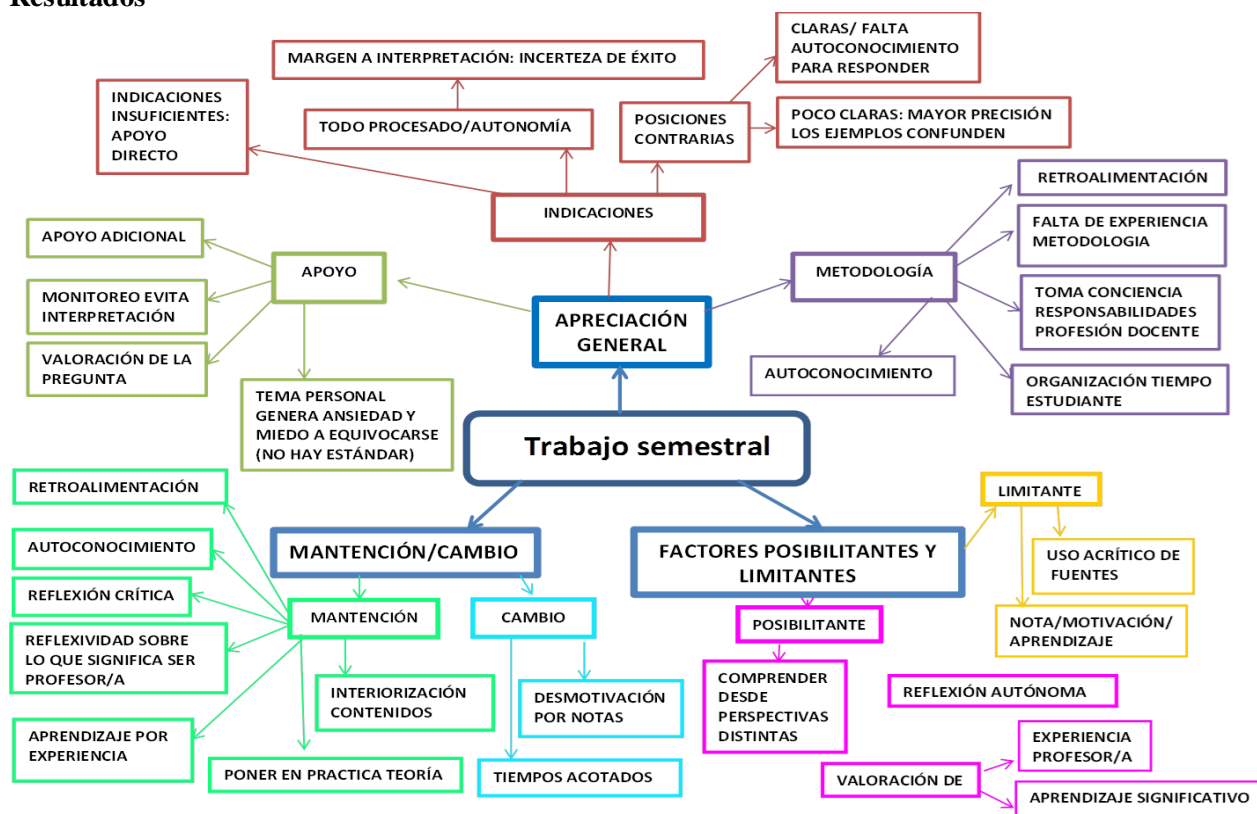 Resultados
CLARAS/ FALTA
AUTOCONOCIMIENTO
PARA RESPONDER
MARGEN A INTERPRETACIÓN: INCERTEZA DE ÉXITO
INDICACIONES
INSUFICIENTES:
APOYO
DIRECTO
TODO PROCESADO/AUTONOMÍA
POSICIONES
CONTRARIAS
POCO CLARAS: MAYOR PRECISIÓN
LOS EJEMPLOS CONFUNDEN
INDICACIONES
RETROALIMENTACIÓN
FALTA DE EXPERIENCIA
METODOLOGIA
TOMA CONCIENCIA
RESPONSABILIDADES
PROFESIÓN DOCENTE
ORGANIZACIÓN TIEMPO
ESTUDIANTE
METODOLOGÍA
AUTOCONOCIMIENTO
APOYO ADICIONAL
MONITOREO EVITA
INTERPRETACIÓN
VALORACIÓN DE LA
PREGUNTA
APOYO
TEMA PERSONAL
GENERA ANSIEDAD Y
MIEDO A EQUIVOCARSE
(NO HAY ESTÁNDAR)
APRECIACIÓN
GENERAL
Trabajo semestral
RETROALIMENTACIÓN
AUTOCONOCIMIENTO
REFLEXIÓN CRÍTICA
REFLEXIVIDAD SOBRE
LO QUE SIGNIFICA SER
PROFESOR/A
APRENDIZAJE POR
EXPERIENCIA
MANTENCIÓN/CAMBIO
MANTENCIÓN
CAMBIO
INTERIORIZACIÓN
CONTENIDOS
PONER EN PRACTICA TEORÍA
DESMOTIVACIÓN
POR NOTAS
TIEMPOS ACOTADOS
FACTORES POSIBILITANTES Y
LIMITANTES
LIMITANTE
USO ACRÍTICO DE
FUENTES
NOTA/MOTIVACIÓN/
APRENDIZAJE
POSIBILITANTE
COMPRENDER
DESDE
PERSPECTIVAS
DISTINTAS
REFLEXIÓN AUTÓNOMA
VALORACIÓN DE
EXPERIENCIA
PROFESOR/A
APRENDIZAJE SIGNIFICATIVO